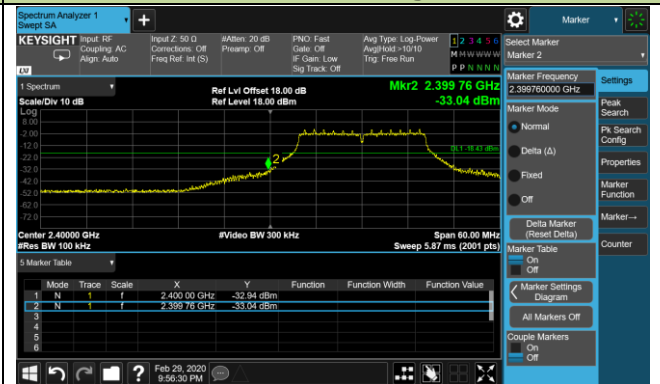 Spectrum Analyzer 1
Swept SA
Marker
KEYSIGHT
Input: RF
Coupling: AC
Align: Auto
Input Z: 50 Ω
Corrections: Off
Freq Ref: Int (S)
#Atten: 20 dB
Preamp: Off
PNO: Fast
Gate: Off
IF Gain: Low
Sig Track: Off
Avg Type: Log-Power
Avg|Hold:>10/10
Trig: Free Run
1 2 3 4 5 6
M W W W W W
P P N N N N
LXI
Select Marker
Marker 2
1 Spectrum
Scale/Div 10 dB
Ref Lvl Offset 18.00 dB
Ref Level 18.00 dBm
Mkr2 2.399 76 GHz
-33.04 dBm
Log
8.00
-2.00
-12.0
-22.0
-32.0
-42.0
-52.0
-62.0
-72.0
2
DL1 -18.43 dBm
Center 2.40000 GHz
#Res BW 100 kHz
#Video BW 300 kHz
Span 60.00 MHz
Sweep 5.87 ms (2001 pts)
5 Marker Table
Mode Trace Scale X Y Function Function Width Function Value
1 N 1 f 2.400 00 GHz -32.94 dBm
2 N 1 f 2.399 76 GHz -33.04 dBm
3
4
5
6
Marker Frequency
2.399760000 GHz
Marker Mode
Normal
Delta (Δ)
Fixed
Off
Delta Marker
(Reset Delta)
Marker Table
On
Off
Marker Settings
Diagram
All Markers Off
Couple Markers
On
Off
Settings
Peak
Search
Pk Search
Config
Properties
Marker
Function
Marker→
Counter
?
Feb 29, 2020
9:56:30 PM